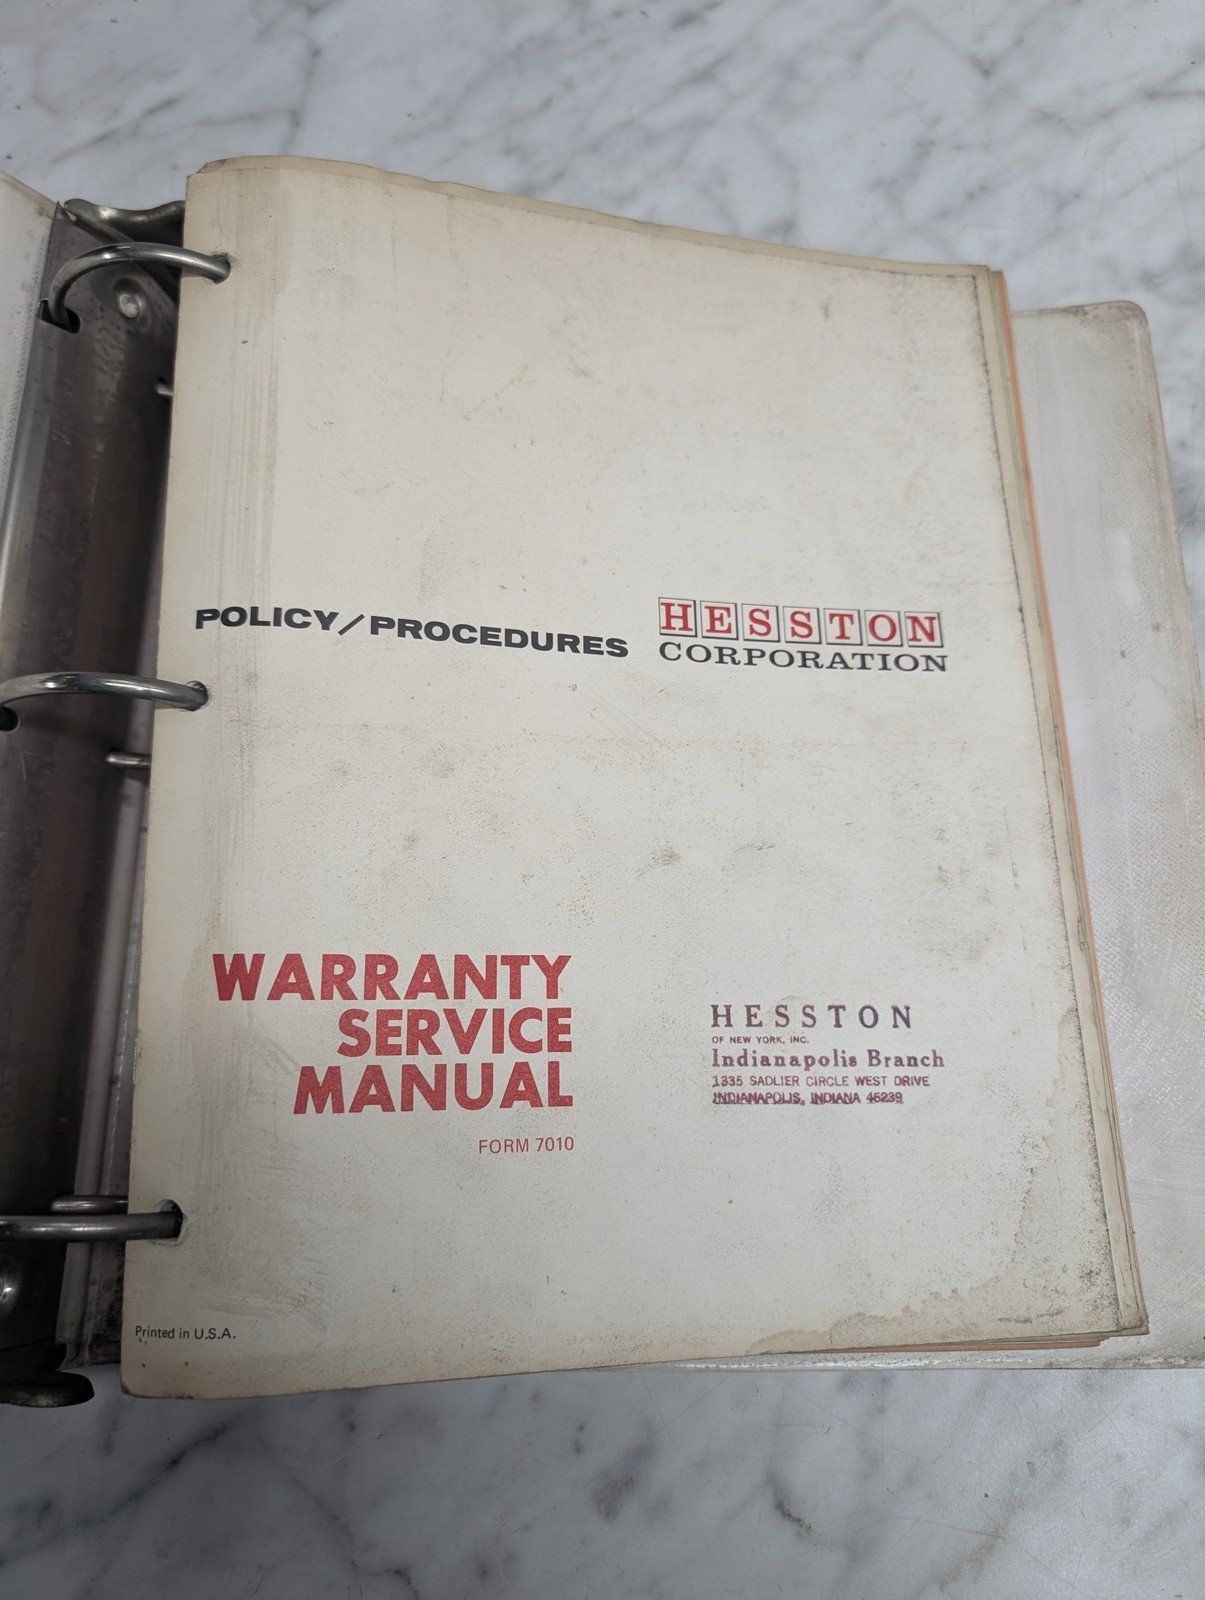 POLICY/PROCEDURES
HESSTON
CORPORATION
WARRANTY
SERVICE
MANUAL
FORM 7010
HESSTON
OF NEW YORK, INC.
Indianapolis Branch
1335 SADLIER CIRCLE WEST DRIVE
INDIANAPOLIS, INDIANA 46239
Printed in U.S.A.